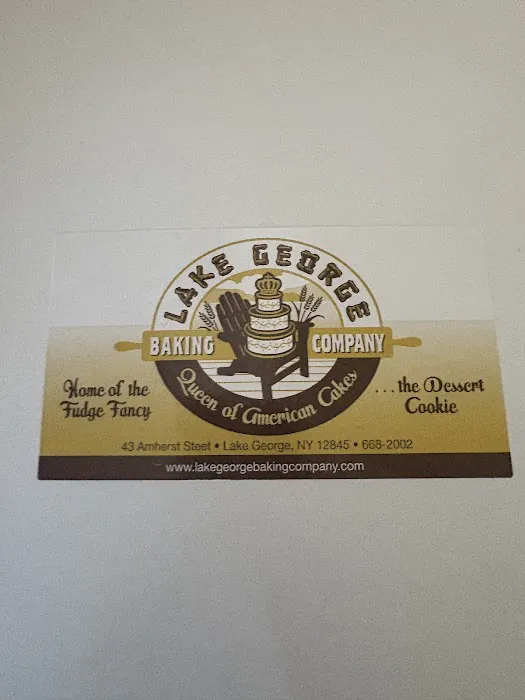 LAKE GEORGE
BAKING COMPANY
Queen of American Cakes
Home of the
Fudge Fancy
...the Dessert
Cookie
43 Amherst Steet • Lake George, NY 12845 • 668-2002
www.lakegeorgebakingcompany.com